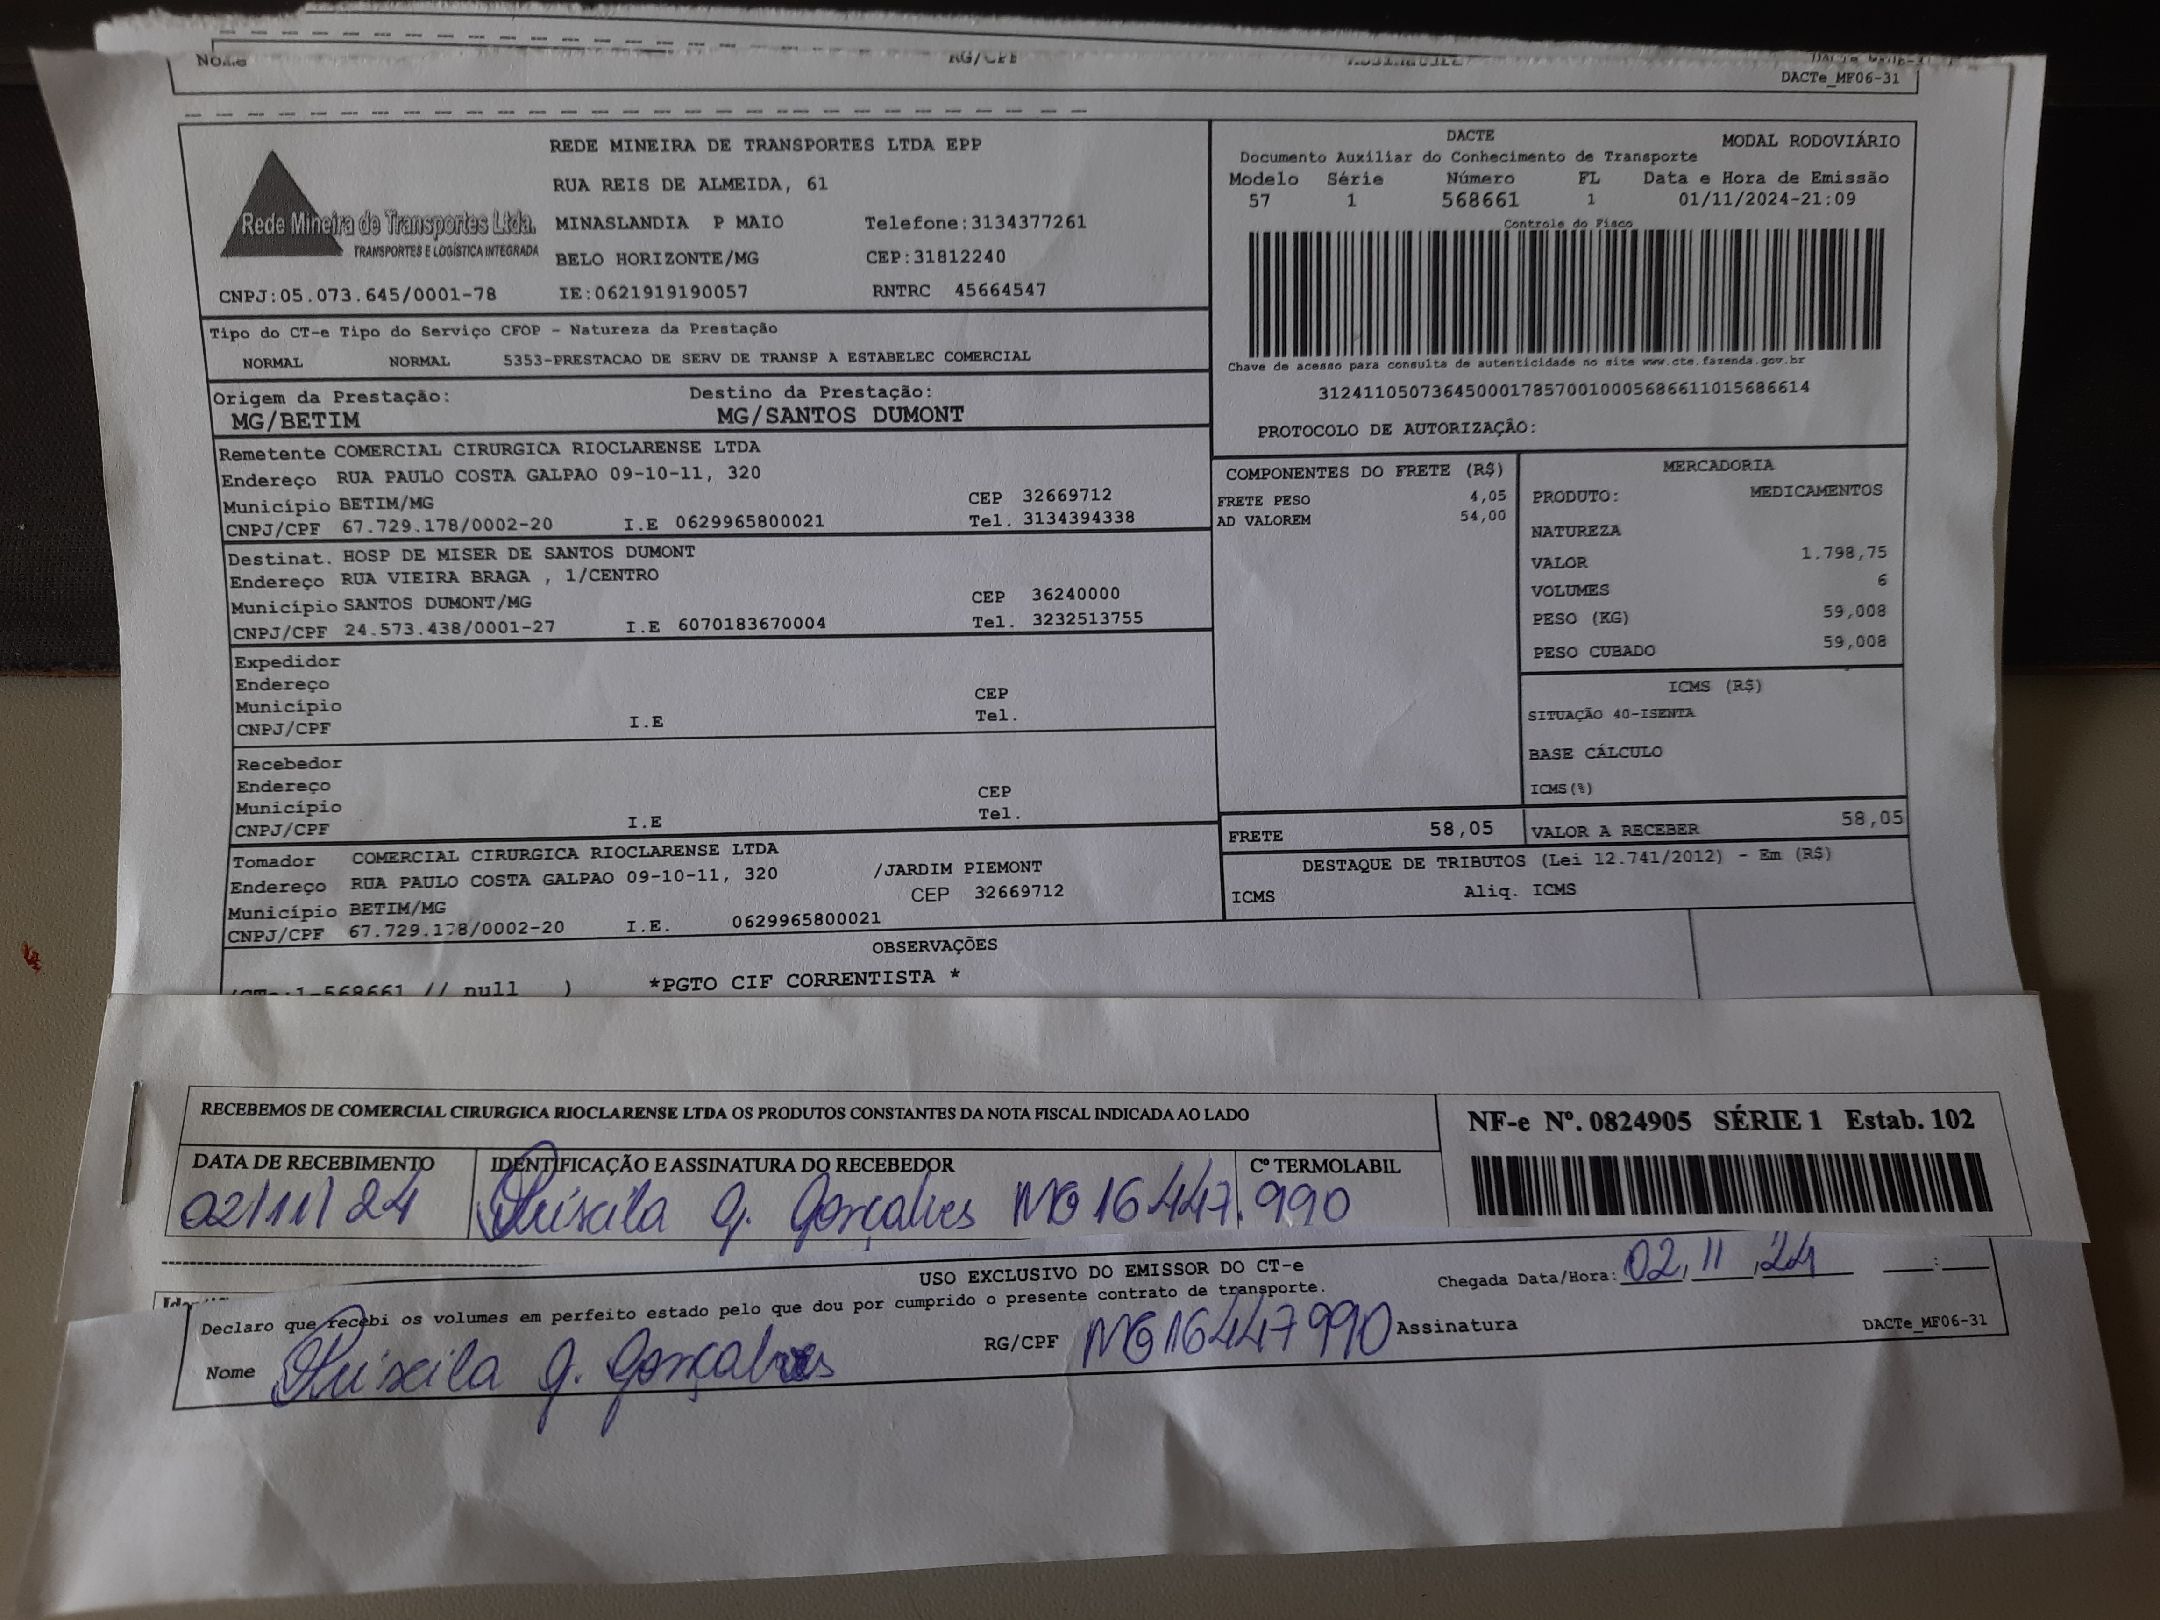 Nome RG/CPF
DACTe_MF06-31
REDE MINEIRA DE TRANSPORTES LTDA EPP
RUA REIS DE ALMEIDA, 61
Rede Mineira de Transportes Ltda.
TRANSPORTES E LOGÍSTICA INTEGRADA
MINASLANDIA P MAIO Telefone:3134377261
BELO HORIZONTE/MG CEP:31812240
CNPJ:05.073.645/0001-78 IE:0621919190057 RNTRC 45664547
DACTE MODAL RODOVIÁRIO
Documento Auxiliar do Conhecimento de Transporte
Modelo Série Número FL Data e Hora de Emissão
57 1 568661 1 01/11/2024-21:09
Controle do Fisco
Chave de acesso para consulta de autenticidade no site www.cte.fazenda.gov.br
31241105073645000178570010005686611015686614
PROTOCOLO DE AUTORIZAÇÃO:
Tipo do CT-e Tipo do Serviço CFOP - Natureza da Prestação
NORMAL NORMAL 5353-PRESTACAO DE SERV DE TRANSP A ESTABELEC COMERCIAL
Origem da Prestação: Destino da Prestação:
MG/BETIM MG/SANTOS DUMONT
Remetente COMERCIAL CIRURGICA RIOCLARENSE LTDA
Endereço RUA PAULO COSTA GALPAO 09-10-11, 320
Município BETIM/MG CEP 32669712
CNPJ/CPF 67.729.178/0002-20 I.E 0629965800021 Tel. 3134394338
Destinat. HOSP DE MISER DE SANTOS DUMONT
Endereço RUA VIEIRA BRAGA , 1/CENTRO
Município SANTOS DUMONT/MG CEP 36240000
CNPJ/CPF 24.573.438/0001-27 I.E 6070183670004 Tel. 3232513755
Expedidor
Endereço
Município CEP
CNPJ/CPF I.E Tel.
Recebedor
Endereço
Município CEP
CNPJ/CPF I.E Tel.
Tomador COMERCIAL CIRURGICA RIOCLARENSE LTDA
Endereço RUA PAULO COSTA GALPAO 09-10-11, 320 /JARDIM PIEMONT
Município BETIM/MG CEP 32669712
CNPJ/CPF 67.729.178/0002-20 I.E. 0629965800021
COMPONENTES DO FRETE (R$)
FRETE PESO 4,05
AD VALOREM 54,00
MERCADORIA
PRODUTO: MEDICAMENTOS
NATUREZA
VALOR 1.798,75
VOLUMES 6
PESO (KG) 59,008
PESO CUBADO 59,008
ICMS (R$)
SITUAÇÃO 40-ISENTA
BASE CÁLCULO
ICMS(%)
FRETE 58,05 VALOR A RECEBER 58,05
DESTAQUE DE TRIBUTOS (Lei 12.741/2012) - Em (R$)
ICMS Aliq. ICMS
OBSERVAÇÕES
1-568661 // null ) *PGTO CIF CORRENTISTA *
RECEBEMOS DE COMERCIAL CIRURGICA RIOCLARENSE LTDA OS PRODUTOS CONSTANTES DA NOTA FISCAL INDICADA AO LADO
NF-e Nº. 0824905 SÉRIE 1 Estab. 102
DATA DE RECEBIMENTO IDENTIFICAÇÃO E ASSINATURA DO RECEBEDOR Cº TERMOLABIL
02/11/24 Priscila G. Gonçalves MG 16447.990
USO EXCLUSIVO DO EMISSOR DO CT-e
Declaro que recebi os volumes em perfeito estado pelo que dou por cumprido o presente contrato de transporte. Chegada Data/Hora: 02,11,24 __:__
Nome Priscila G. Gonçalves RG/CPF MG16447990 Assinatura
DACTe_MF06-31